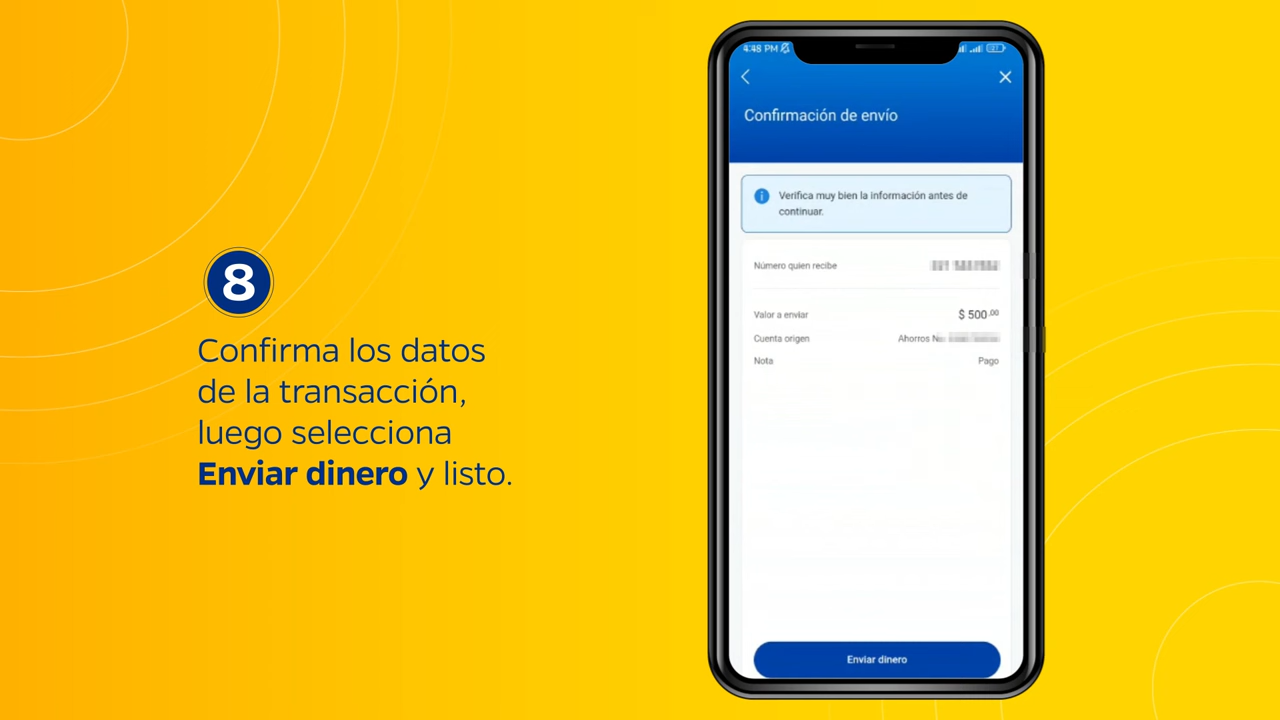 8
Confirma los datos
de la transacción,
luego selecciona
Enviar dinero y listo.
4:48 PM
Confirmación de envío
Verifica muy bien la información antes de
continuar.
Número quien recibe
Valor a enviar $ 500.00
Cuenta origen Ahorros
Nota Pago
Enviar dinero